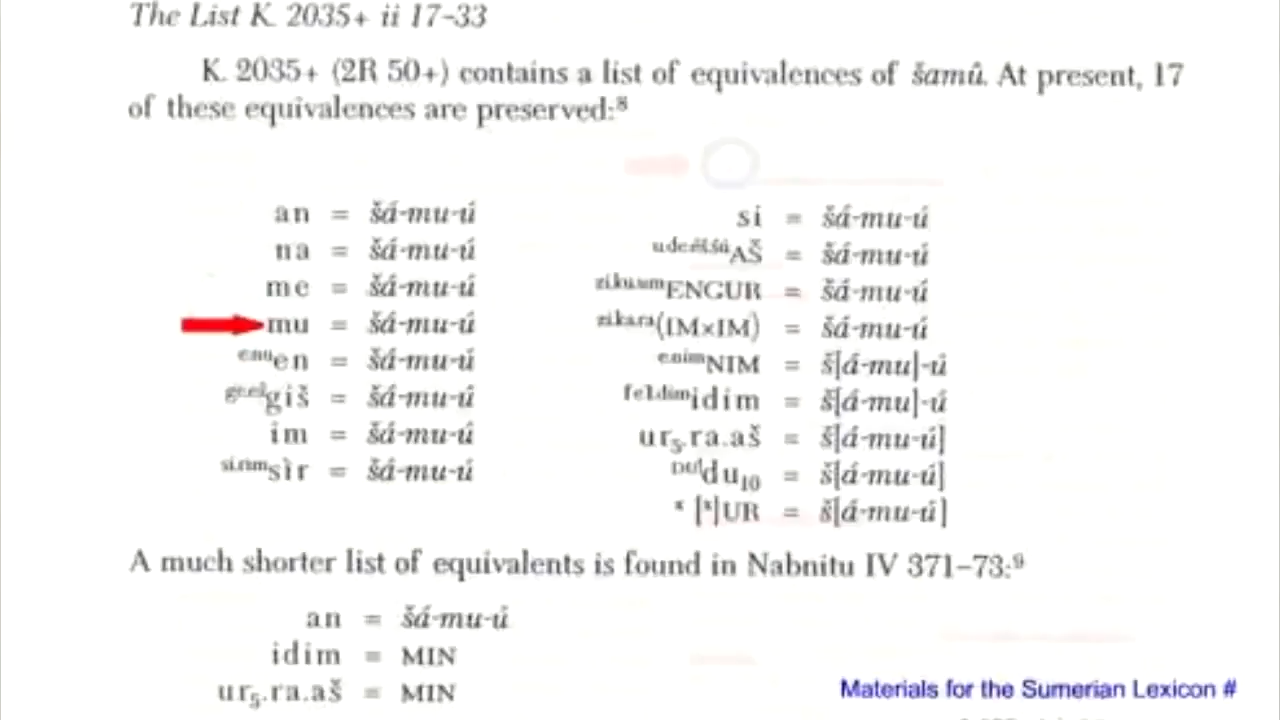 The List K. 2035+ ii 17–33
K. 2035+ (2R 50+) contains a list of equivalences of šamû. At present, 17
of these equivalences are preserved:⁸
an = šá-mu-ú
na = šá-mu-ú
me = šá-mu-ú
mu = šá-mu-ú
en = šá-mu-ú
giš = šá-mu-ú
im = šá-mu-ú
sìr = šá-mu-ú
si = šá-mu-ú
AŠ = šá-mu-ú
ENGUR = šá-mu-ú
zikara(IM×IM) = šá-mu-ú
enimNIM = š[á-mu]-ú
idim = š[á-mu]-ú
ur₅.ra.aš = š[á-mu-ú]
du₁₀ = š[á-mu-ú]
UR = š[á-mu-ú]
A much shorter list of equivalents is found in Nabnitu IV 371–73:⁹
an = šá-mu-ú
idim = MIN
ur₅.ra.aš = MIN
Materials for the Sumerian Lexicon #